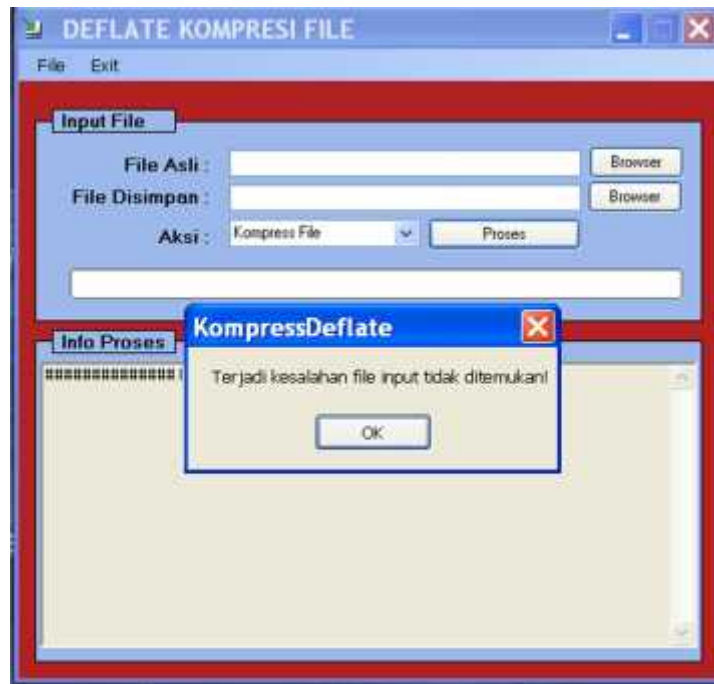 DEFLATE KOMPRESI FILE
File Exit
Input File
File Asli : Browser
File Disimpan : Browser
Aksi : Kompress File Proses
KompressDeflate
Terjadi kesalahan file input tidak ditemukan!
OK
Info Proses
##############